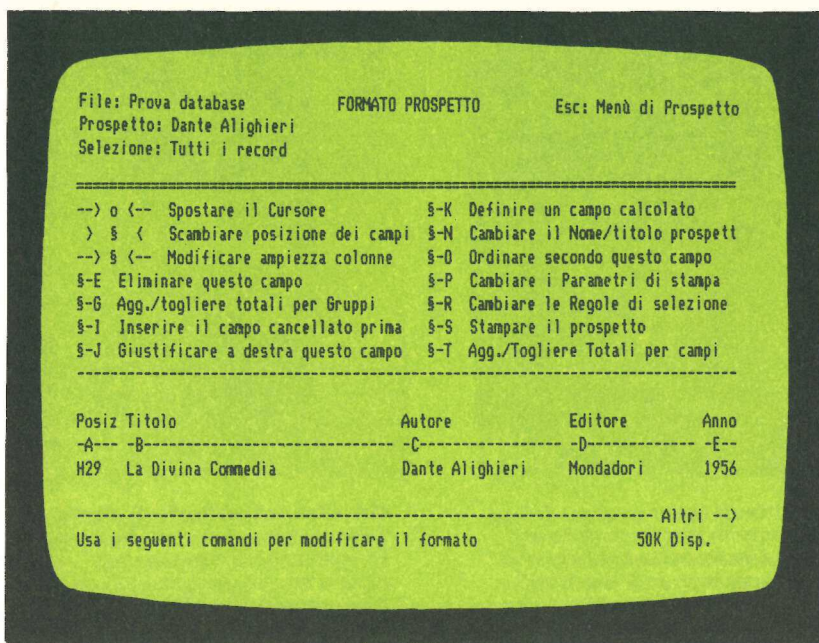 File: Prova database FORMATO PROSPETTO Esc: Menù di Prospetto
Prospetto: Dante Alighieri
Selezione: Tutti i record
================================================================================
--> o <-- Spostare il Cursore §-K Definire un campo calcolato
> § < Scambiare posizione dei campi §-N Cambiare il Nome/titolo prospett
--> § <-- Modificare ampiezza colonne §-O Ordinare secondo questo campo
§-E Eliminare questo campo §-P Cambiare i Parametri di stampa
§-G Agg./togliere totali per Gruppi §-R Cambiare le Regole di selezione
§-I Inserire il campo cancellato prima §-S Stampare il prospetto
§-J Giustificare a destra questo campo §-T Agg./Togliere Totali per campi
--------------------------------------------------------------------------------
Posiz Titolo Autore Editore Anno
-A--- -B------------------------------ -C----------------- -D------------- -E--
H29 La Divina Commedia Dante Alighieri Mondadori 1956
---------------------------------------------------------------------- Altri -->
Usa i seguenti comandi per modificare il formato 50K Disp.